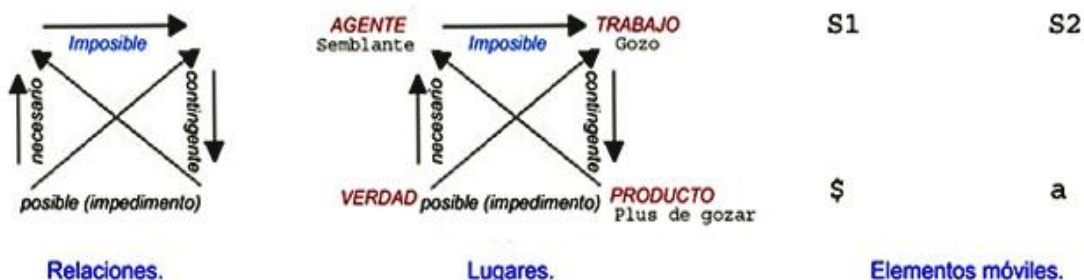 Imposible
necesario
contingente
posible (impedimento)
Relaciones.
AGENTE
Semblante
Imposible
TRABAJO
Gozo
necesario
contingente
VERDAD posible (impedimento) PRODUCTO
Plus de gozar
Lugares.
S1 S2
$ a
Elementos móviles.